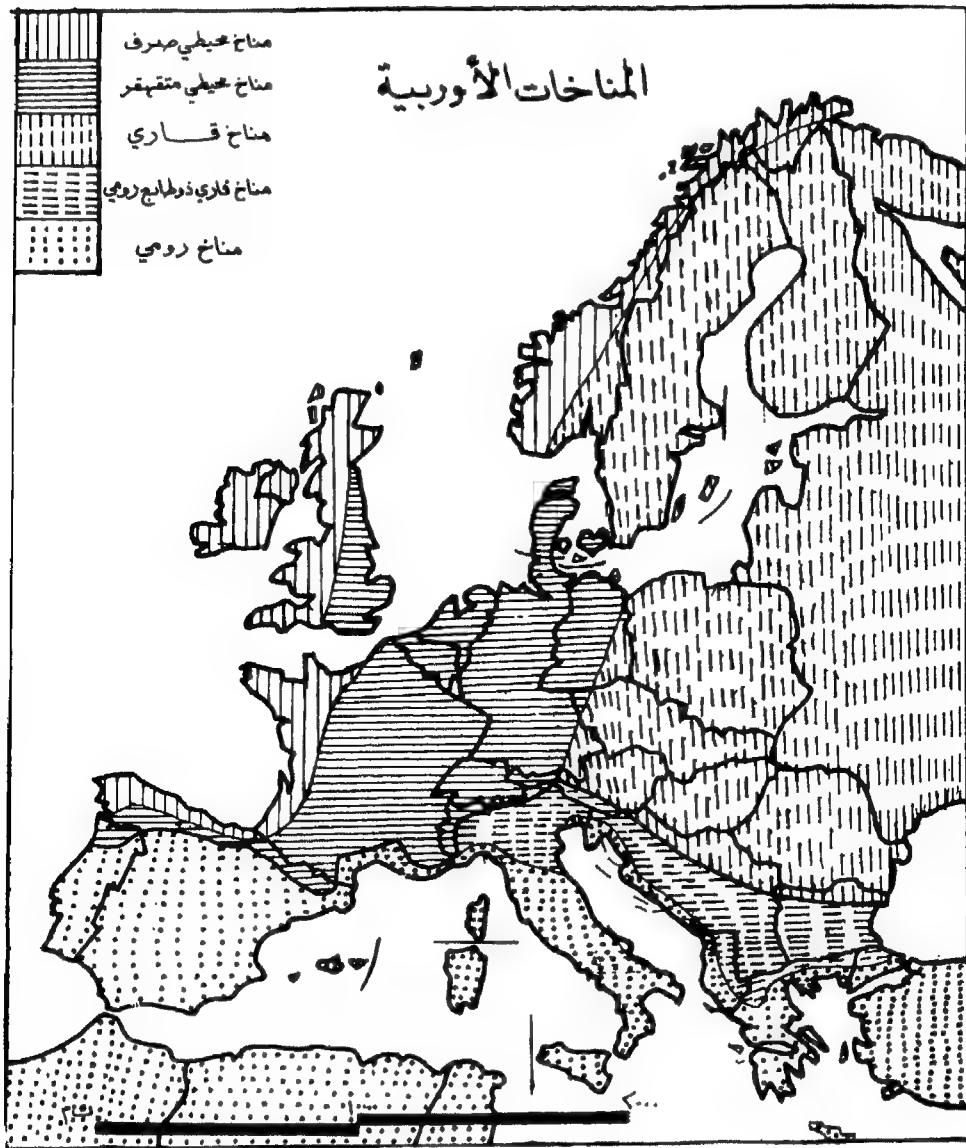 المناخات الأوربية
مناخ محيطي صرف
مناخ محيطي متقهقر
مناخ قاري
مناخ قاري ذو طابع رومي
مناخ رومي